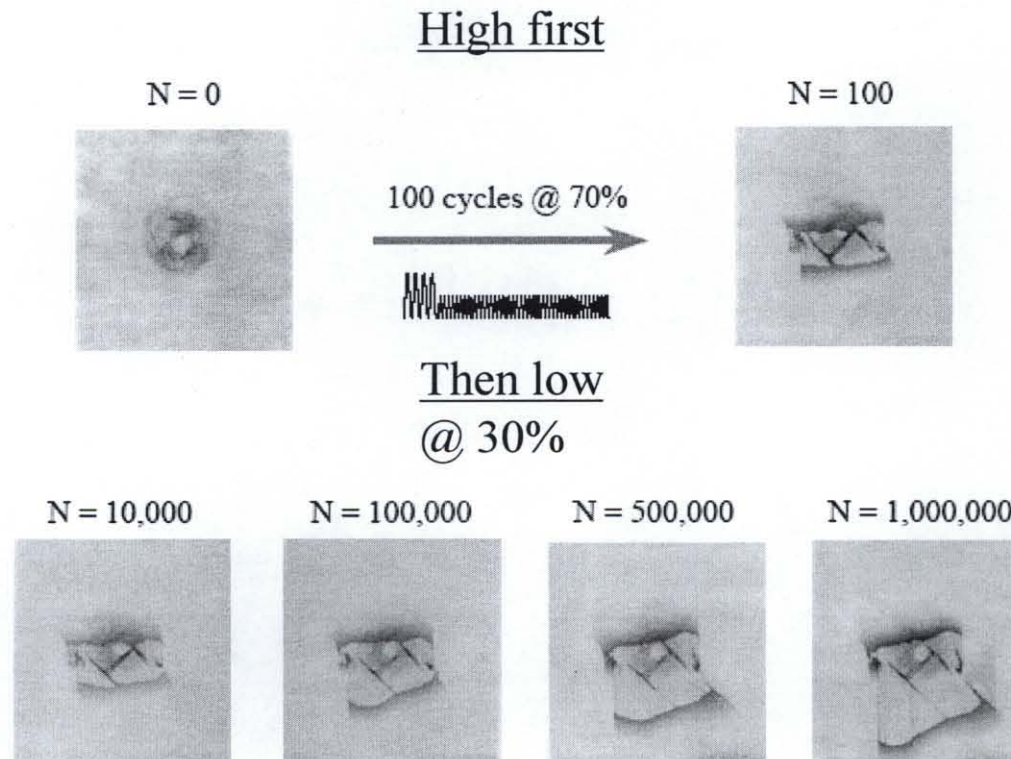 High first
N = 0
N = 100
100 cycles @ 70%
Then low
@ 30%
N = 10,000
N = 100,000
N = 500,000
N = 1,000,000